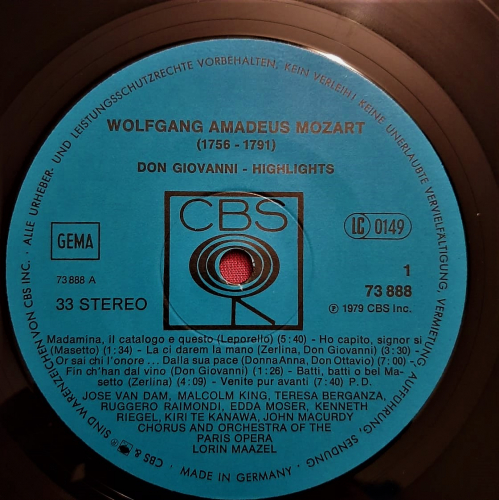 ALLE URHEBER- UND LEISTUNGSSCHUTZRECHTE VORBEHALTEN, KEIN VERLEIH! KEINE UNERLAUBTE VERVIELFÄLTIGUNG, VERMIETUNG, AUFFÜHRUNG, SENDUNG
WOLFGANG AMADEUS MOZART
(1756 - 1791)
DON GIOVANNI - HIGHLIGHTS
CBS
GEMA
LC 0149
73 888 A
1
73 888
33 STEREO
℗ 1979 CBS Inc.
Madamina, Il catalogo e questo (Leporello) (5:40) - Ho capito, signor si
(Masetto) (1:34) - La ci darem la mano (Zerlina, Don Giovanni) (3:30) -
Or sai chi l'onore ... Dalla sua pace (Donna Anna, Don Ottavio) (7:00) -
Fin ch'han dal vino (Don Giovanni) (1:26) - Batti, batti o bel Ma-
setto (Zerlina) (4:09) - Venite pur avanti (7:40) P.D.
JOSE VAN DAM, MALCOLM KING, TERESA BERGANZA,
RUGGERO RAIMONDI, EDDA MOSER, KENNETH
RIEGEL, KIRI TE KANAWA, JOHN MACURDY
CHORUS AND ORCHESTRA OF THE
PARIS OPERA
LORIN MAAZEL
CBS & SIND WARENZEICHEN VON CBS INC. ·
· MADE IN GERMANY ·